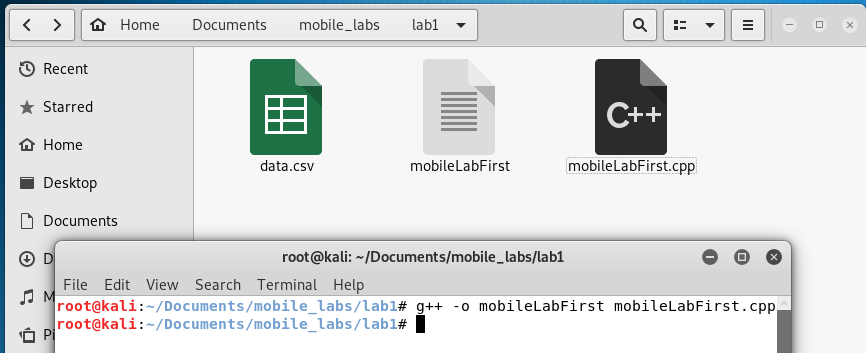 Home Documents mobile_labs lab1
Recent
Starred
Home
Desktop
Documents
D
M
Pi
C++
data.csv mobileLabFirst mobileLabFirst.cpp
root@kali: ~/Documents/mobile_labs/lab1
File Edit View Search Terminal Help
root@kali:~/Documents/mobile_labs/lab1# g++ -o mobileLabFirst mobileLabFirst.cpp
root@kali:~/Documents/mobile_labs/lab1#